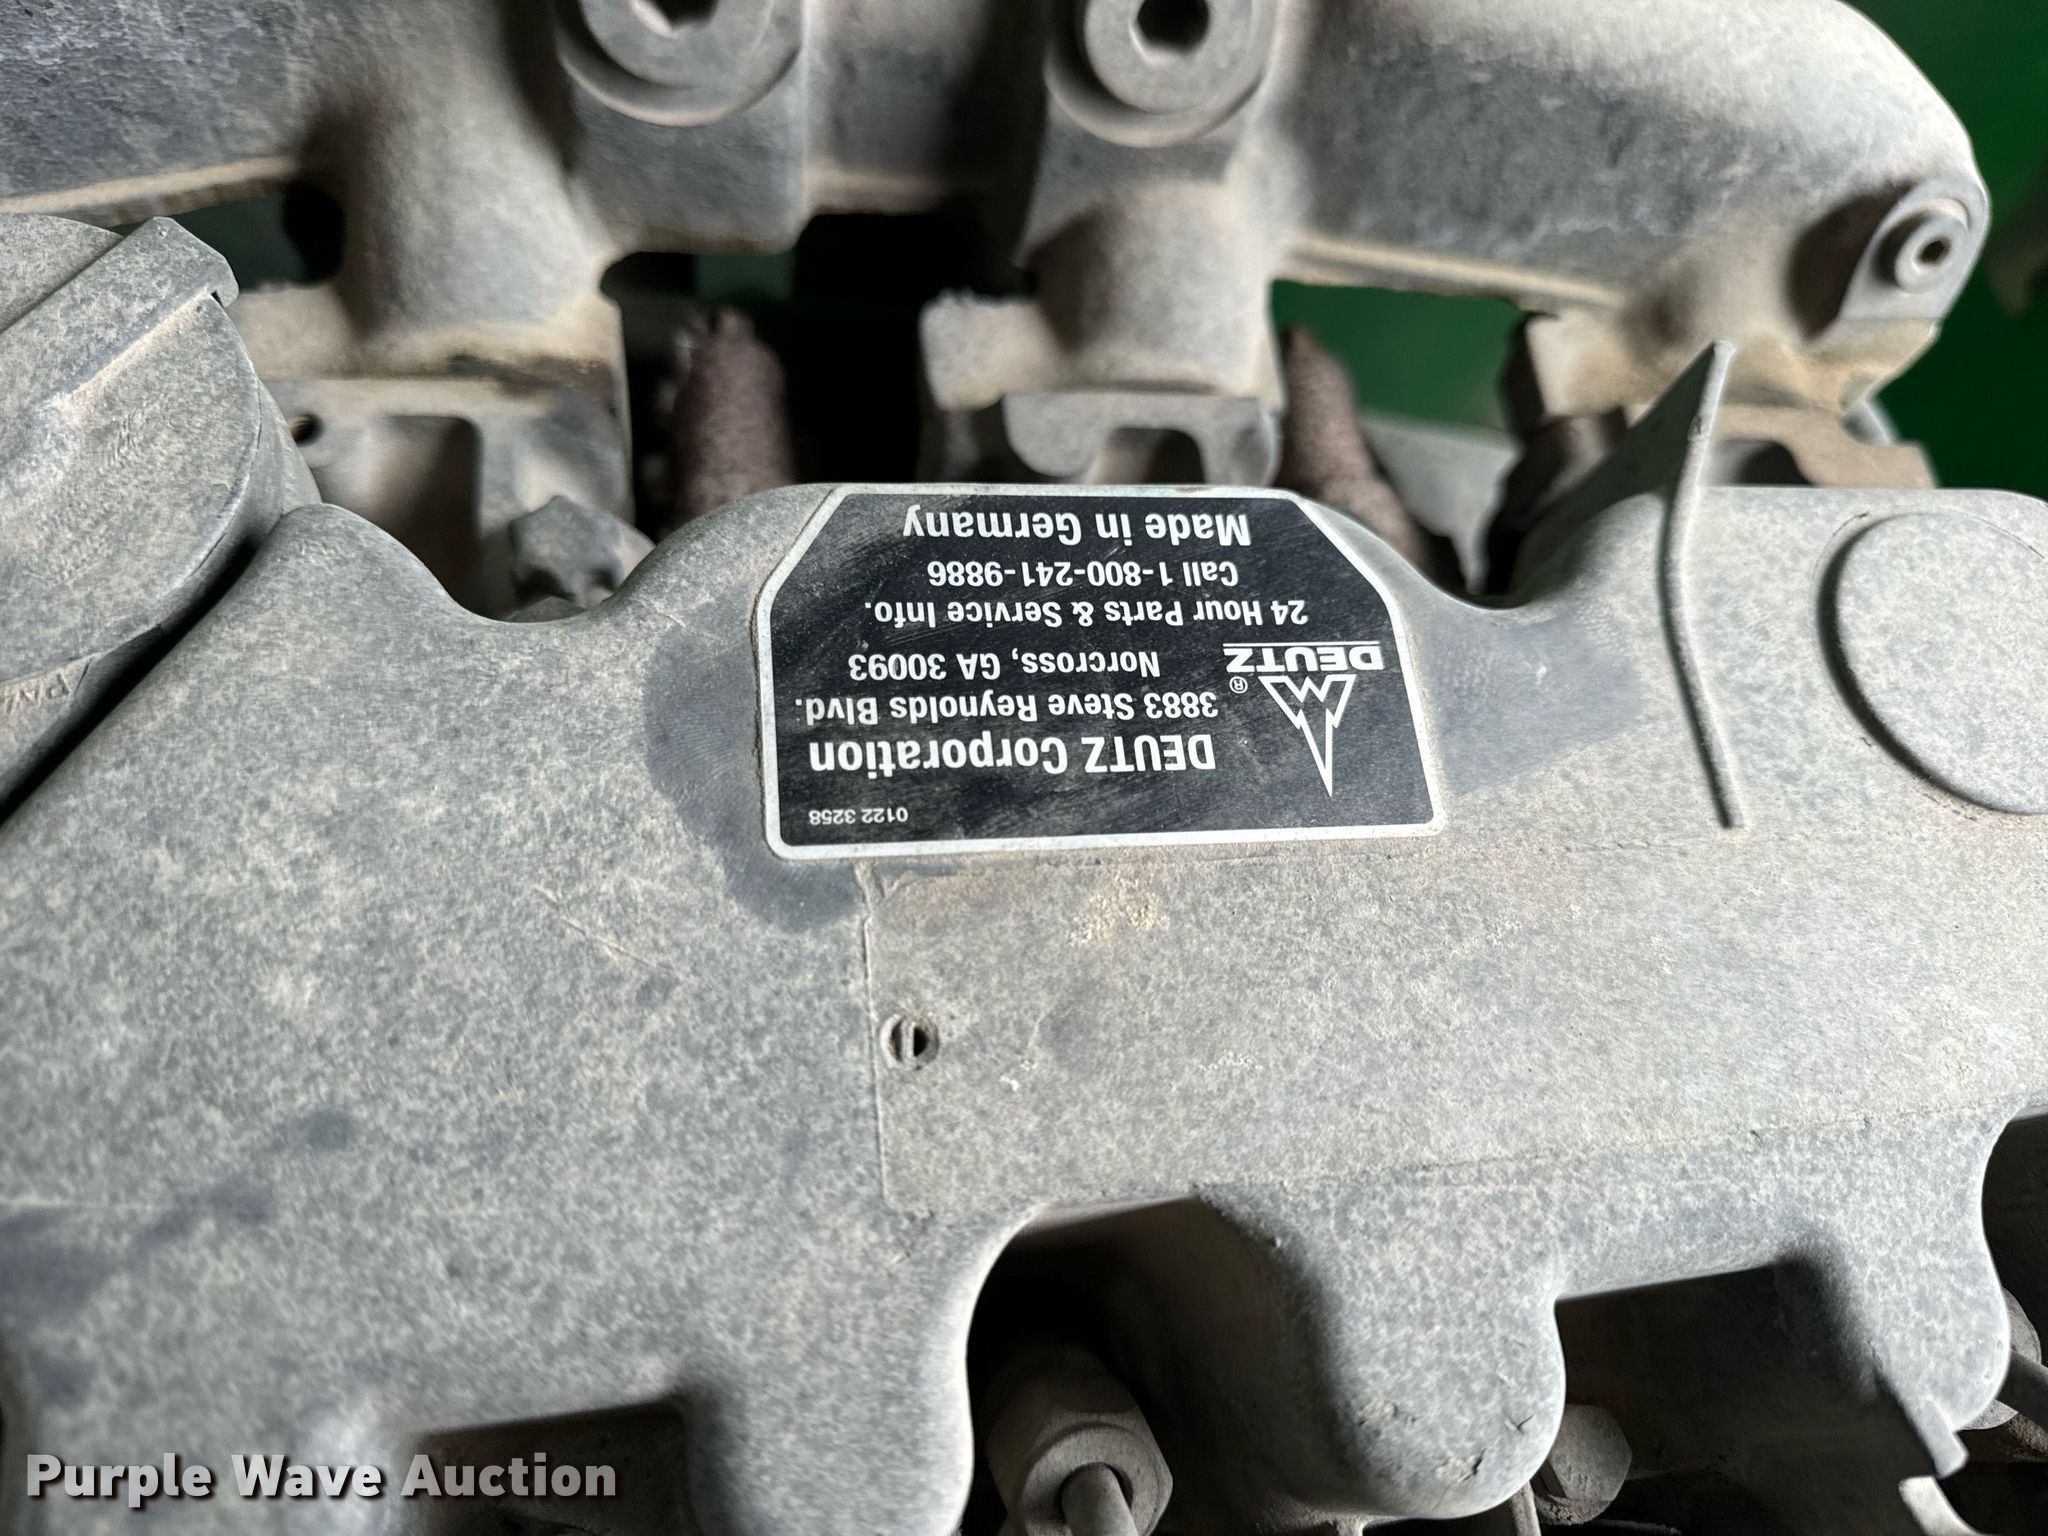 0122 3258
DEUTZ Corporation
3883 Steve Reynolds Blvd.
Norcross, GA 30093
DEUTZ®
24 Hour Parts & Service Info.
Call 1-800-241-9886
Made in Germany
Purple Wave Auction